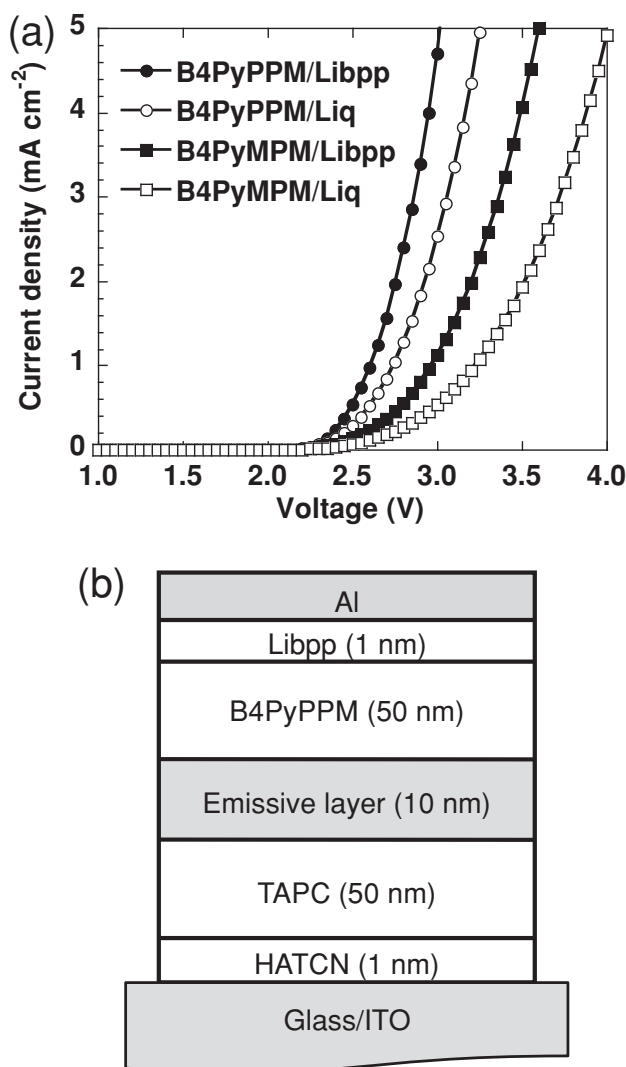 (a)
5
4
3
2
1
0
Current density (mA cm⁻²)
B4PyPPM/Libpp
B4PyPPM/Liq
B4PyMPM/Libpp
B4PyMPM/Liq
1.0 1.5 2.0 2.5 3.0 3.5 4.0
Voltage (V)
(b)
Al
Libpp (1 nm)
B4PyPPM (50 nm)
Emissive layer (10 nm)
TAPC (50 nm)
HATCN (1 nm)
Glass/ITO